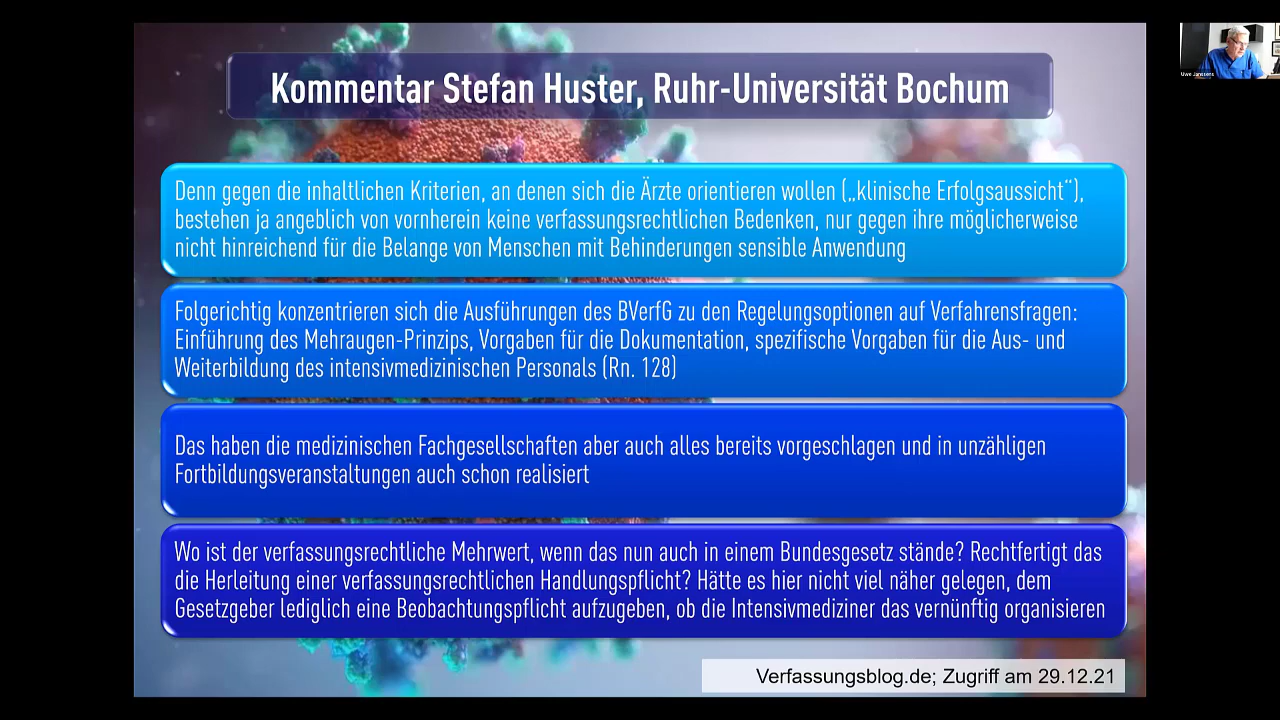 Kommentar Stefan Huster, Ruhr-Universität Bochum
Denn gegen die inhaltlichen Kriterien, an denen sich die Ärzte orientieren wollen („klinische Erfolgsaussicht“),
bestehen ja angeblich von vornherein keine verfassungsrechtlichen Bedenken, nur gegen ihre möglicherweise
nicht hinreichend für die Belange von Menschen mit Behinderungen sensible Anwendung
Folgerichtig konzentrieren sich die Ausführungen des BVerfG zu den Regelungsoptionen auf Verfahrensfragen:
Einführung des Mehraugen-Prinzips, Vorgaben für die Dokumentation, spezifische Vorgaben für die Aus- und
Weiterbildung des intensivmedizinischen Personals (Rn. 128)
Das haben die medizinischen Fachgesellschaften aber auch alles bereits vorgeschlagen und in unzähligen
Fortbildungsveranstaltungen auch schon realisiert
Wo ist der verfassungsrechtliche Mehrwert, wenn das nun auch in einem Bundesgesetz stände? Rechtfertigt das
die Herleitung einer verfassungsrechtlichen Handlungspflicht? Hätte es hier nicht viel näher gelegen, dem
Gesetzgeber lediglich eine Beobachtungspflicht aufzugeben, ob die Intensivmediziner das vernünftig organisieren
Verfassungsblog.de; Zugriff am 29.12.21
Uwe Janssens